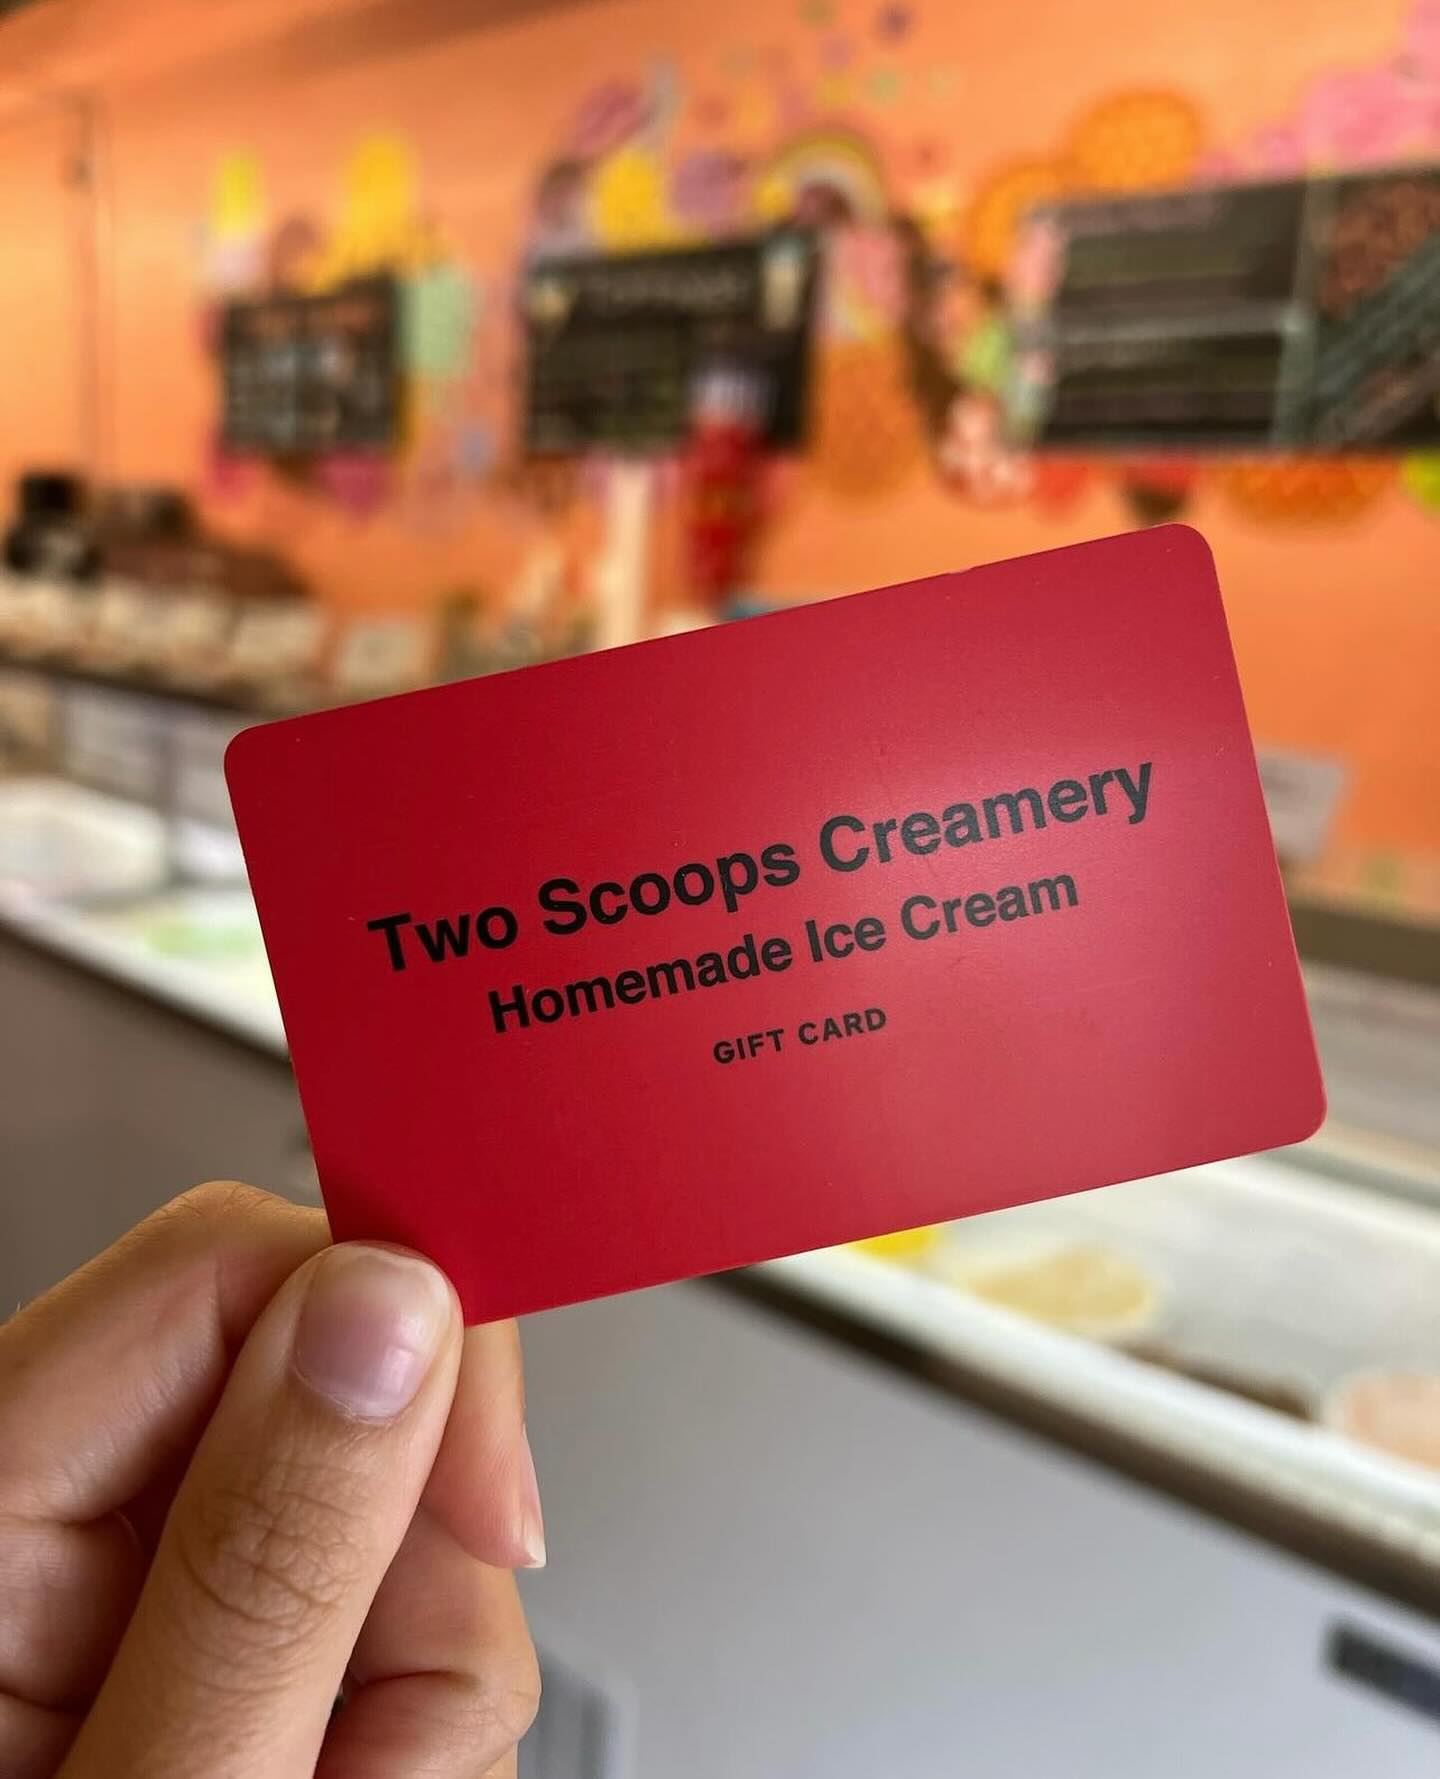 Two Scoops Creamery
Homemade Ice Cream
GIFT CARD